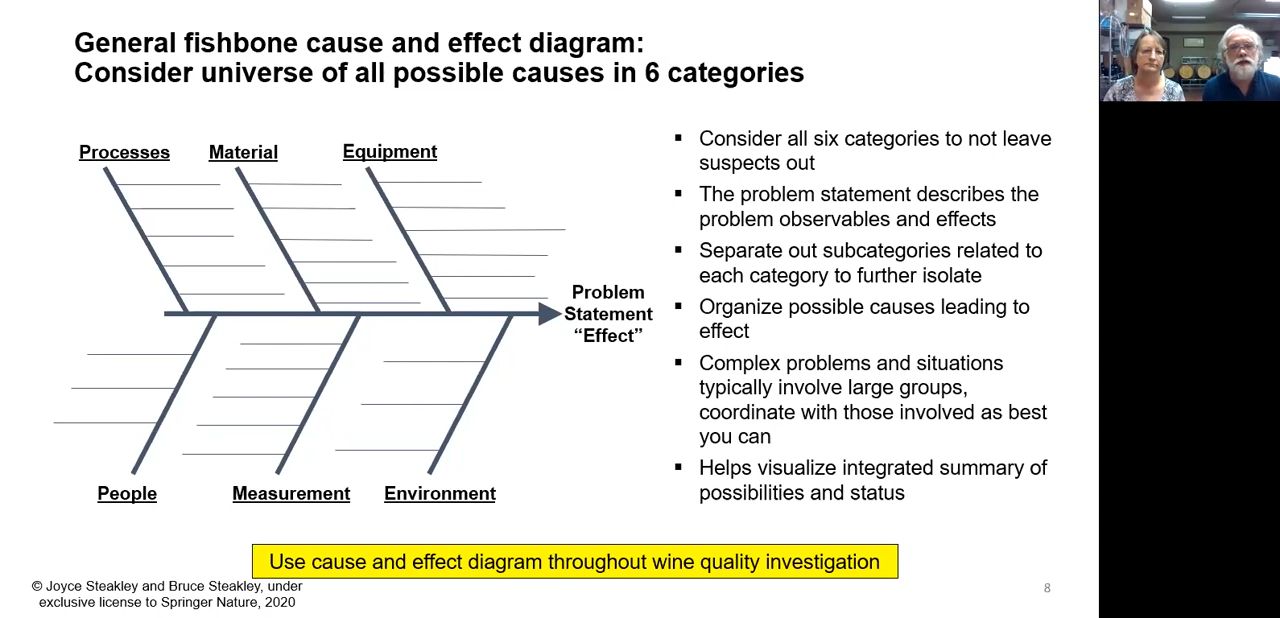 General fishbone cause and effect diagram:
Consider universe of all possible causes in 6 categories
Processes
Material
Equipment
Problem
Statement
“Effect”
People
Measurement
Environment
▪ Consider all six categories to not leave
suspects out
▪ The problem statement describes the
problem observables and effects
▪ Separate out subcategories related to
each category to further isolate
▪ Organize possible causes leading to
effect
▪ Complex problems and situations
typically involve large groups,
coordinate with those involved as best
you can
▪ Helps visualize integrated summary of
possibilities and status
Use cause and effect diagram throughout wine quality investigation
© Joyce Steakley and Bruce Steakley, under
exclusive license to Springer Nature, 2020
8